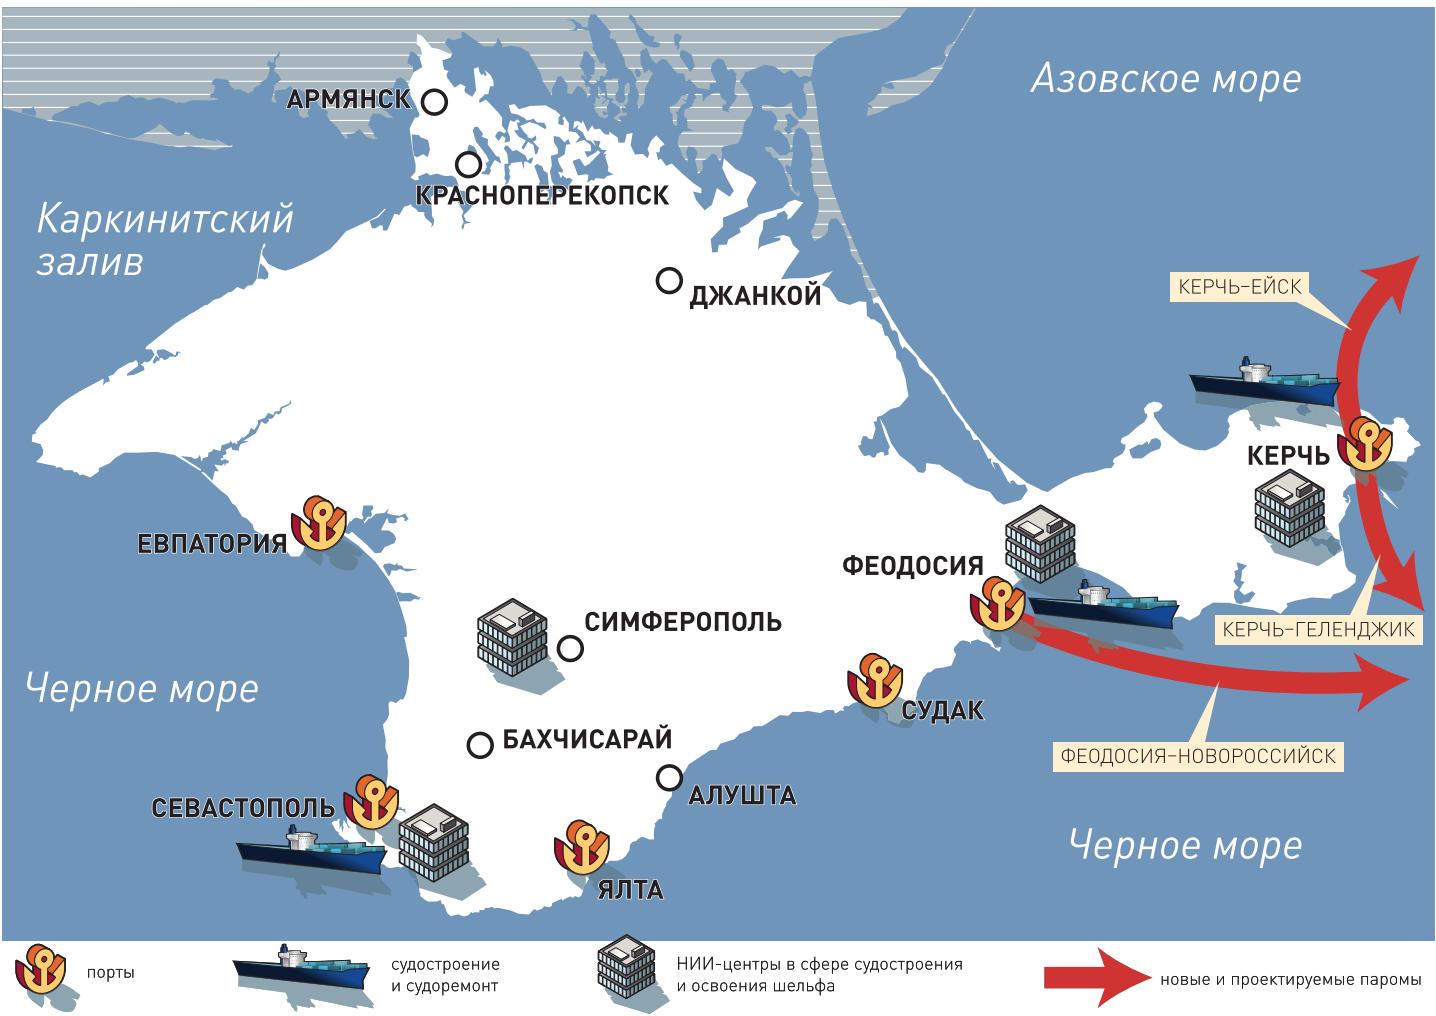 Азовское море
АРМЯНСК
КРАСНОПЕРЕКОПСК
Каркинитский
залив
ДЖАНКОЙ
КЕРЧЬ–ЕЙСК
КЕРЧЬ
ЕВПАТОРИЯ
ФЕОДОСИЯ
СИМФЕРОПОЛЬ
КЕРЧЬ–ГЕЛЕНДЖИК
Черное море
СУДАК
БАХЧИСАРАЙ
ФЕОДОСИЯ–НОВОРОССИЙСК
АЛУШТА
СЕВАСТОПОЛЬ
Черное море
ЯЛТА
порты
судостроение
и судоремонт
НИИ-центры в сфере судостроения
и освоения шельфа
новые и проектируемые паромы